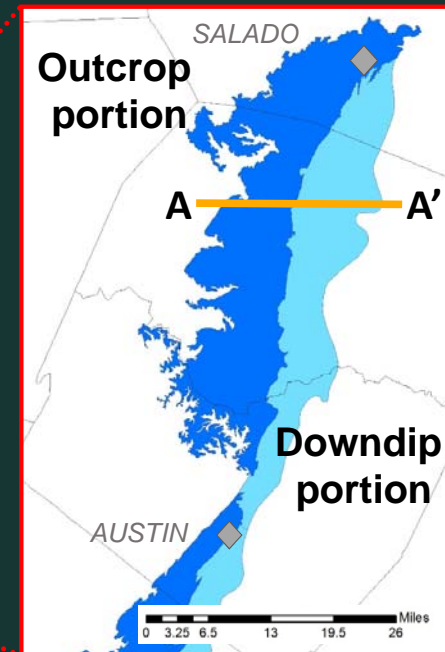 SALADO
Outcrop
portion
A A'
Downdip
portion
AUSTIN
Miles
0 3.25 6.5 13 19.5 26